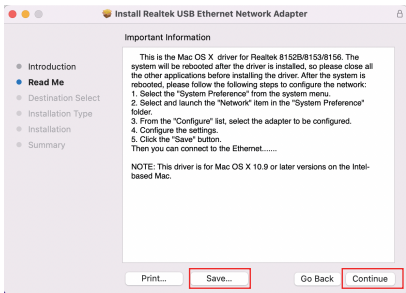 Install Realtek USB Ethernet Network Adapter
Important Information
Introduction
Read Me
Destination Select
Installation Type
Installation
Summary
This is the Mac OS X driver for Realtek 8152B/8153/8156. The
system will be rebooted after the driver is installed, so please close all
the other applications before installing the driver. After the system is
rebooted, please follow the following steps to configure the network:
1. Select the "System Preference" from the system menu.
2. Select and launch the "Network" item in the "System Preference"
folder.
3. From the "Configure" list, select the adapter to be configured.
4. Configure the settings.
5. Click the "Save" button.
Then you can connect to the Ethernet.......
NOTE: This driver is for Mac OS X 10.9 or later versions on the Intel-
based Mac.
Print... Save... Go Back Continue